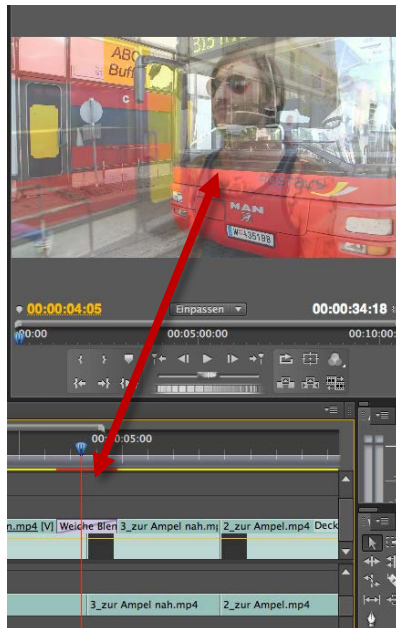 ABC
Buff
MAN
W 435198
00:00:04:05
Einpassen
00:00:34:18
00:00
00:05:00:00
00:10:00:
00:00:05:00
n.mp4 [V]
Weiche Blen
3_zur Ampel nah.mp
2_zur Ampel.mp4
Deck
3_zur Ampel nah.mp4
2_zur Ampel.mp4